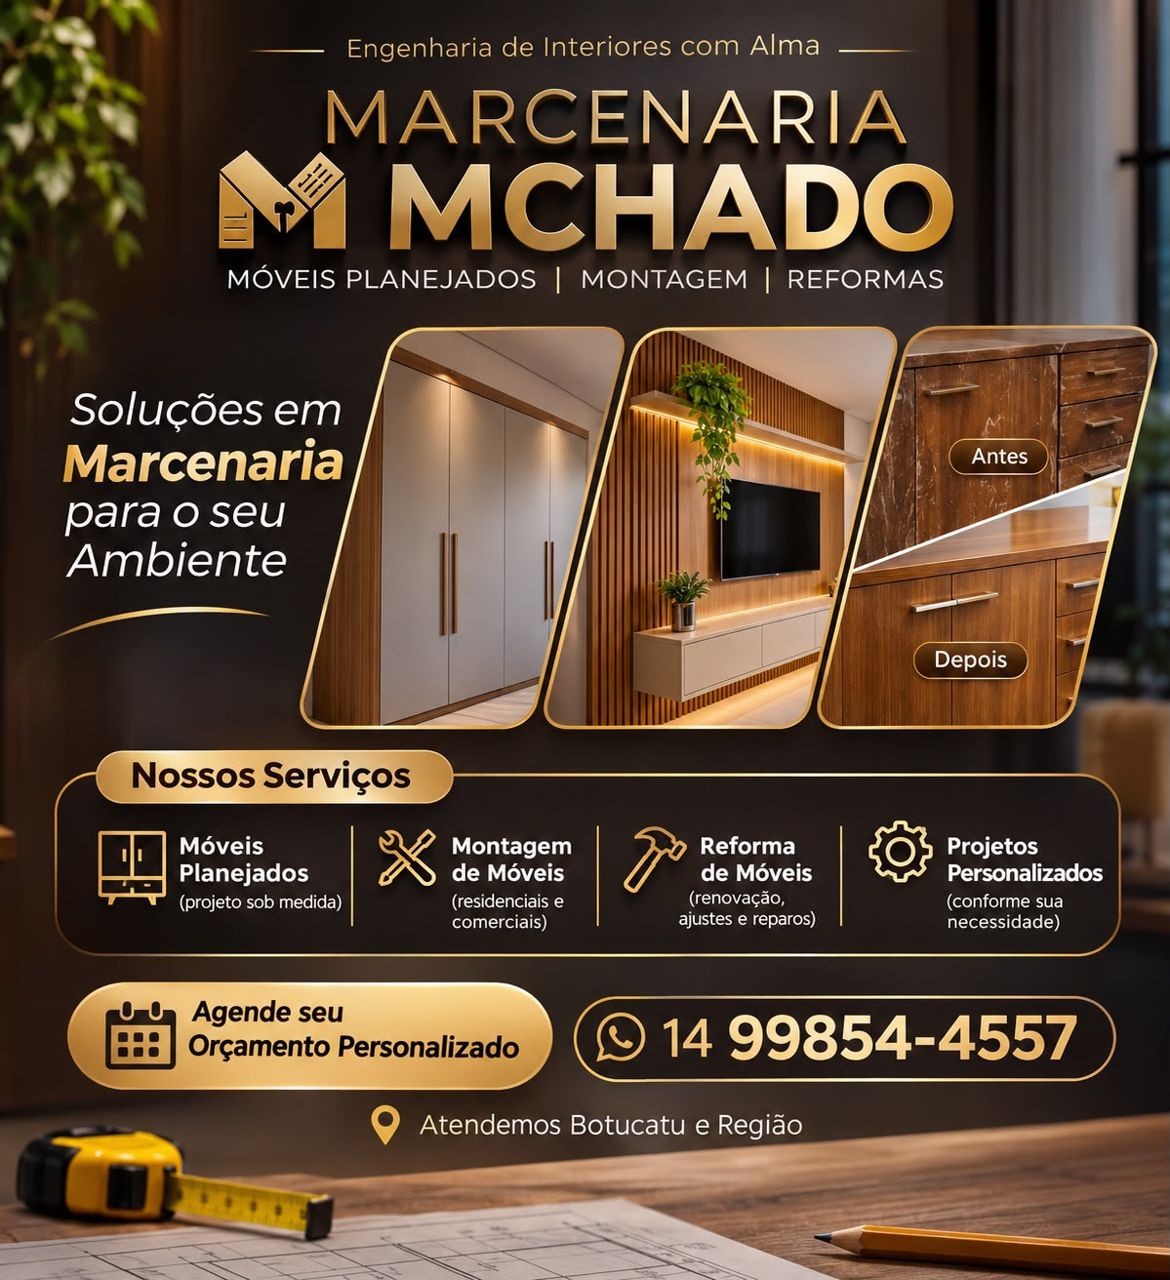 Engenharia de Interiores com Alma
MARCENARIA
MCHADO
MÓVEIS PLANEJADOS | MONTAGEM | REFORMAS
Soluções em
Marcenaria
para o seu
Ambiente
Antes
Depois
Nossos Serviços
Móveis
Planejados
(projeto sob medida)
Montagem
de Móveis
(residenciais e
comerciais)
Reforma
de Móveis
(renovação,
ajustes e reparos)
Projetos
Personalizados
(conforme sua
necessidade)
Agende seu
Orçamento Personalizado
14 99854-4557
Atendemos Botucatu e Região